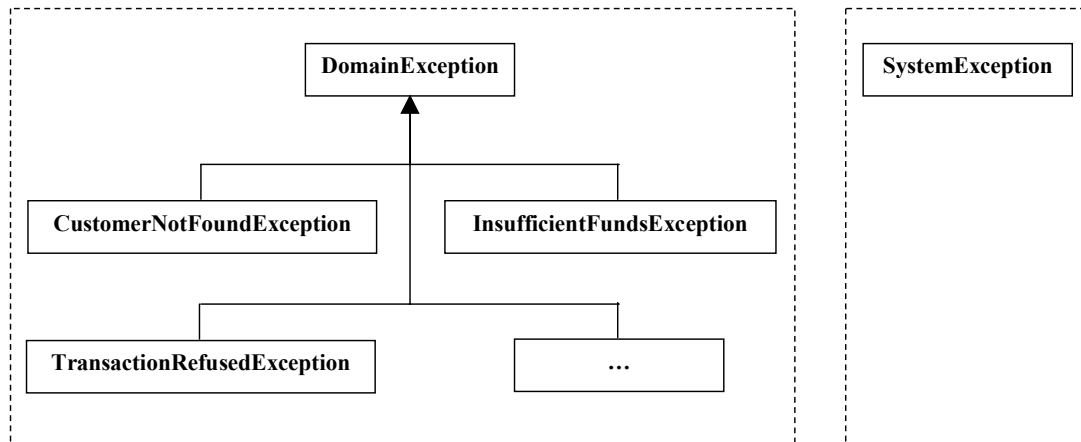 DomainException
SystemException
CustomerNotFoundException
InsufficientFundsException
TransactionRefusedException
...